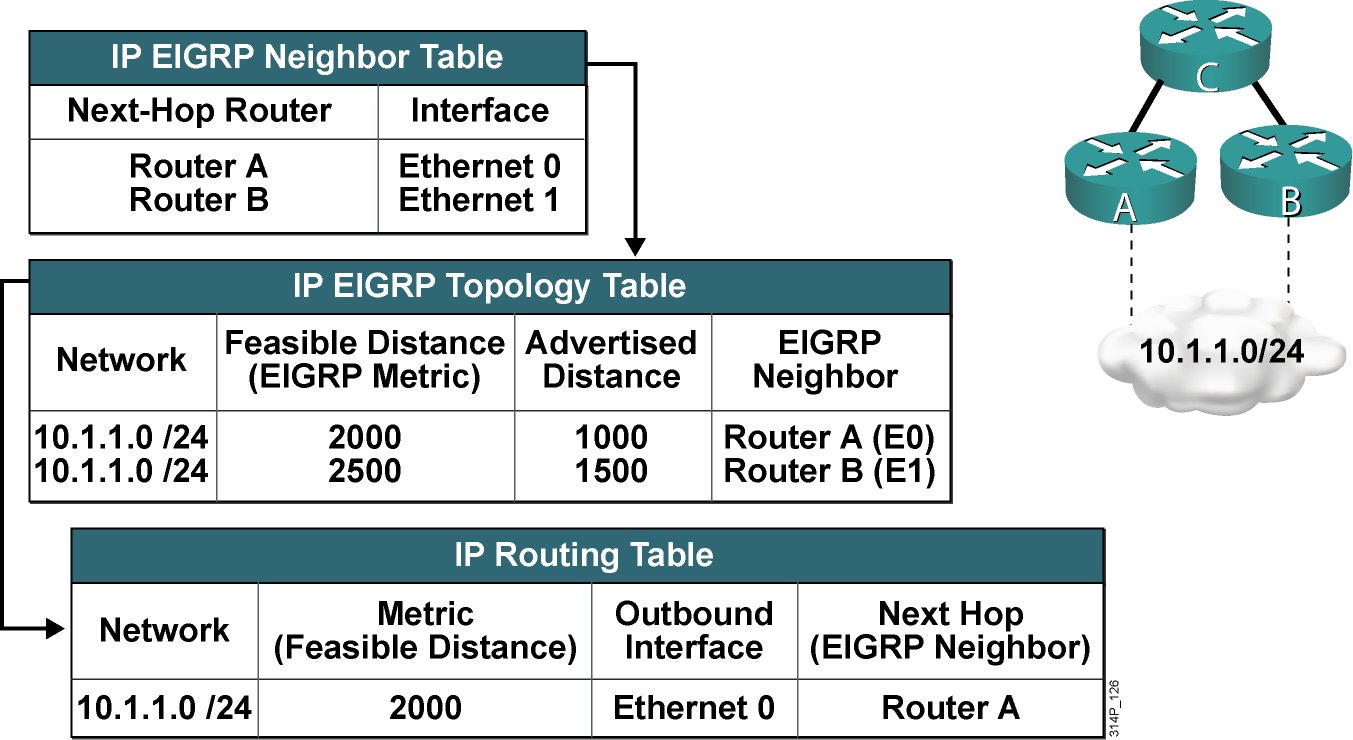 IP EIGRP Neighbor Table
Next-Hop Router Interface
Router A Ethernet 0
Router B Ethernet 1
IP EIGRP Topology Table
Network Feasible Distance (EIGRP Metric) Advertised Distance EIGRP Neighbor
10.1.1.0 /24 2000 1000 Router A (E0)
10.1.1.0 /24 2500 1500 Router B (E1)
IP Routing Table
Network Metric (Feasible Distance) Outbound Interface Next Hop (EIGRP Neighbor)
10.1.1.0 /24 2000 Ethernet 0 Router A
314P_126
C
A
B
10.1.1.0/24